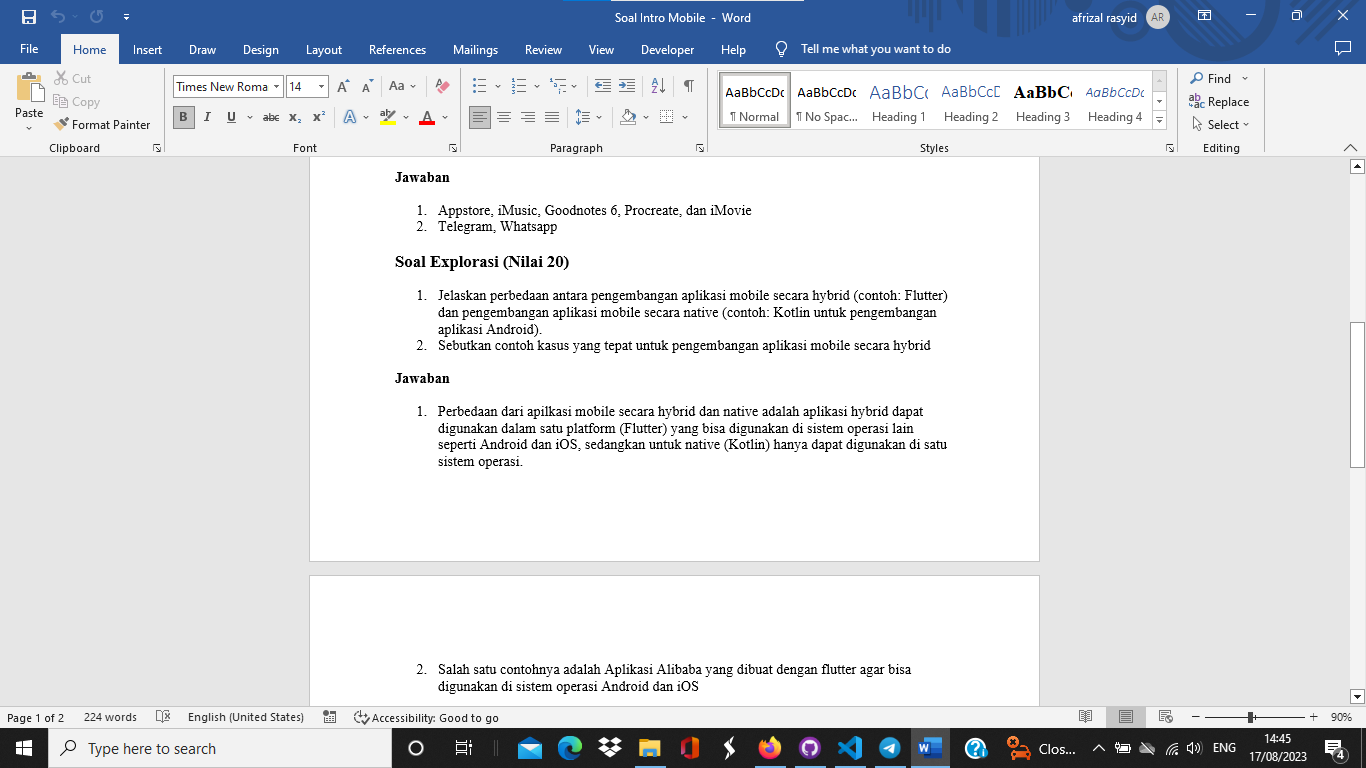 Soal Intro Mobile - Word
afrizal rasyid
AR
File Home Insert Draw Design Layout References Mailings Review View Developer Help Tell me what you want to do
Paste
Cut
Copy
Format Painter
Clipboard
Times New Roma 14
Font
Paragraph
AaBbCcDc AaBbCcDc AaBbCc AaBbCcD AaBbCc AaBbCcDc
¶ Normal ¶ No Spac... Heading 1 Heading 2 Heading 3 Heading 4
Styles
Find
Replace
Select
Editing
Jawaban
1. Appstore, iMusic, Goodnotes 6, Procreate, dan iMovie
2. Telegram, Whatsapp
Soal Explorasi (Nilai 20)
1. Jelaskan perbedaan antara pengembangan aplikasi mobile secara hybrid (contoh: Flutter)
dan pengembangan aplikasi mobile secara native (contoh: Kotlin untuk pengembangan
aplikasi Android).
2. Sebutkan contoh kasus yang tepat untuk pengembangan aplikasi mobile secara hybrid
Jawaban
1. Perbedaan dari apilkasi mobile secara hybrid dan native adalah aplikasi hybrid dapat
digunakan dalam satu platform (Flutter) yang bisa digunakan di sistem operasi lain
seperti Android dan iOS, sedangkan untuk native (Kotlin) hanya dapat digunakan di satu
sistem operasi.
2. Salah satu contohnya adalah Aplikasi Alibaba yang dibuat dengan flutter agar bisa
digunakan di sistem operasi Android dan iOS
Page 1 of 2 224 words English (United States) Accessibility: Good to go 90%
Type here to search
Clos...
ENG
14:45
17/08/2023
4